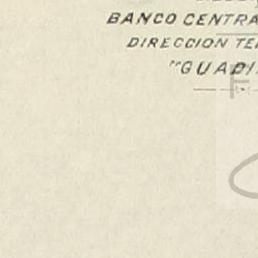 BANCO CENTRA
DIRECCION TE
"GUADI